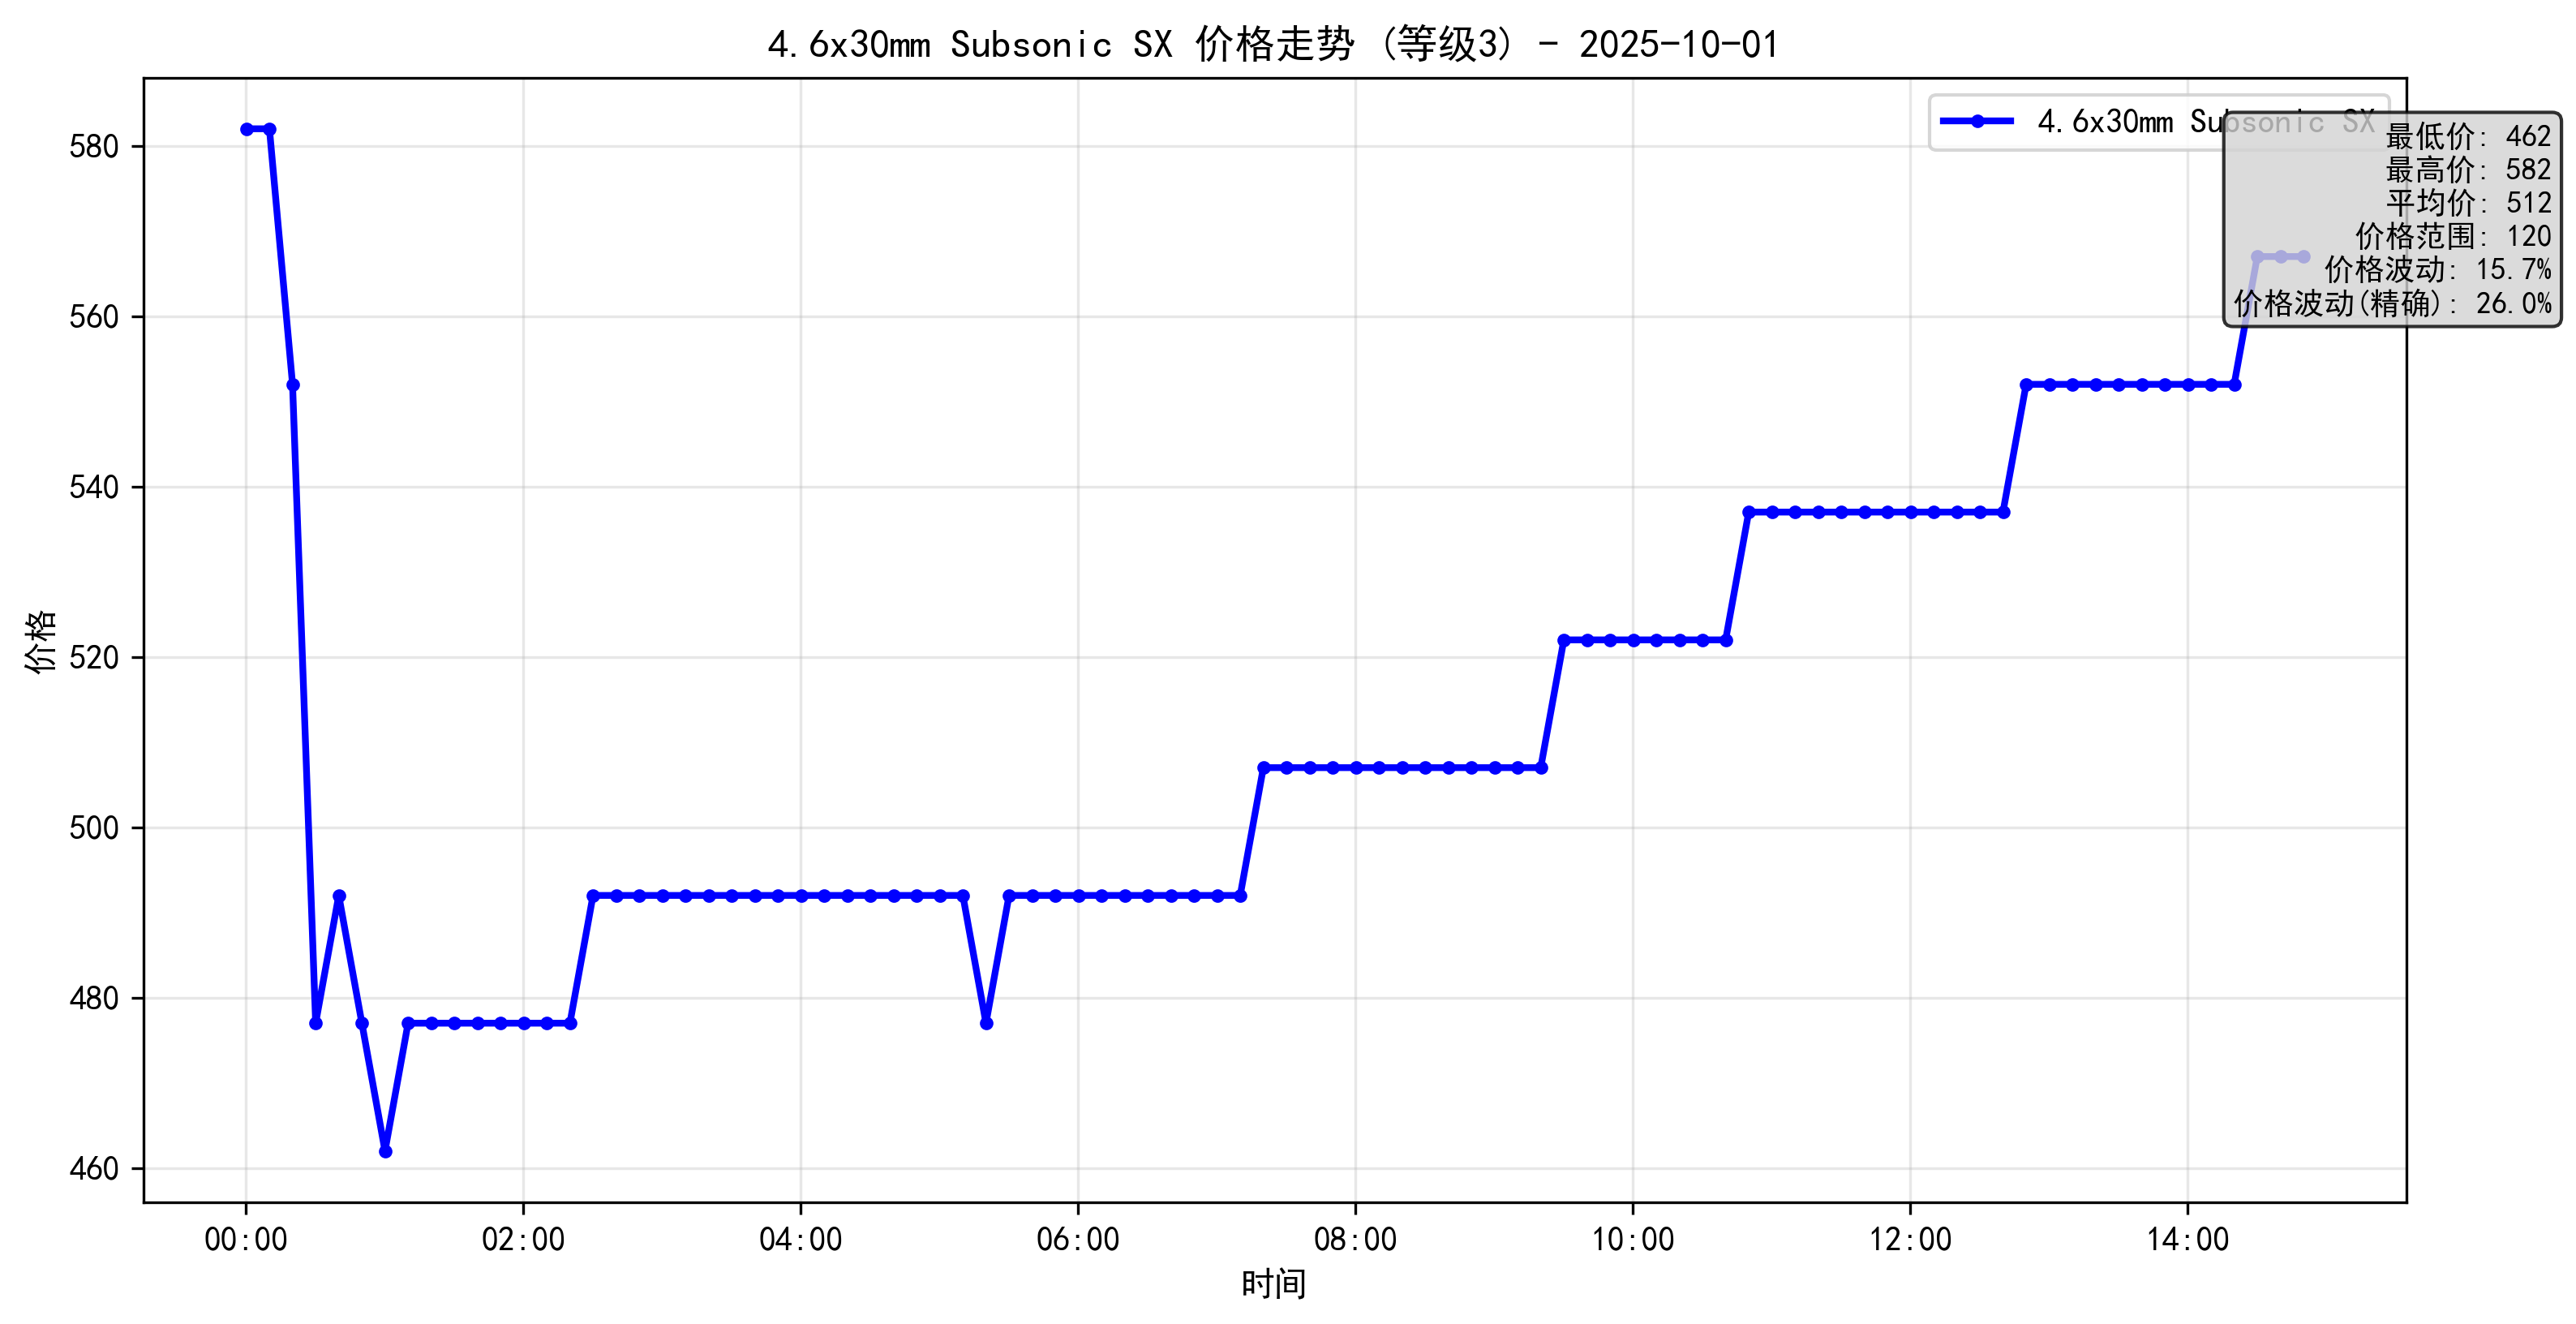 4.6x30mm Subsonic SX 价格走势 (等级3) - 2025-10-01
4.6x30mm Subsonic SX
最低价: 462
最高价: 582
平均价: 512
价格范围: 120
价格波动: 15.7%
价格波动(精确): 26.0%
价格
580
560
540
520
500
480
460
00:00 02:00 04:00 06:00 08:00 10:00 12:00 14:00
时间